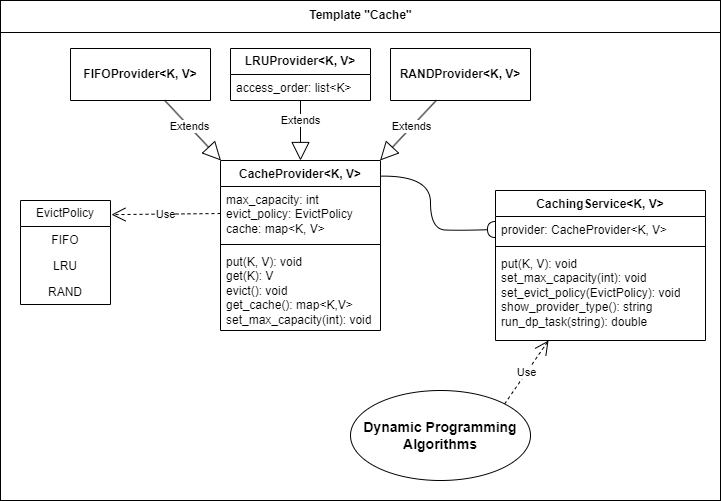 Template "Cache"
FIFOProvider<K, V>
LRUProvider<K, V>
access_order: list<K>
RANDProvider<K, V>
Extends
Extends
Extends
CacheProvider<K, V>
max_capacity: int
evict_policy: EvictPolicy
cache: map<K, V>
put(K, V): void
get(K): V
evict(): void
get_cache(): map<K,V>
set_max_capacity(int): void
EvictPolicy
FIFO
LRU
RAND
Use
CachingService<K, V>
provider: CacheProvider<K, V>
put(K, V): void
set_max_capacity(int): void
set_evict_policy(EvictPolicy): void
show_provider_type(): string
run_dp_task(string): double
Use
Dynamic Programming
Algorithms